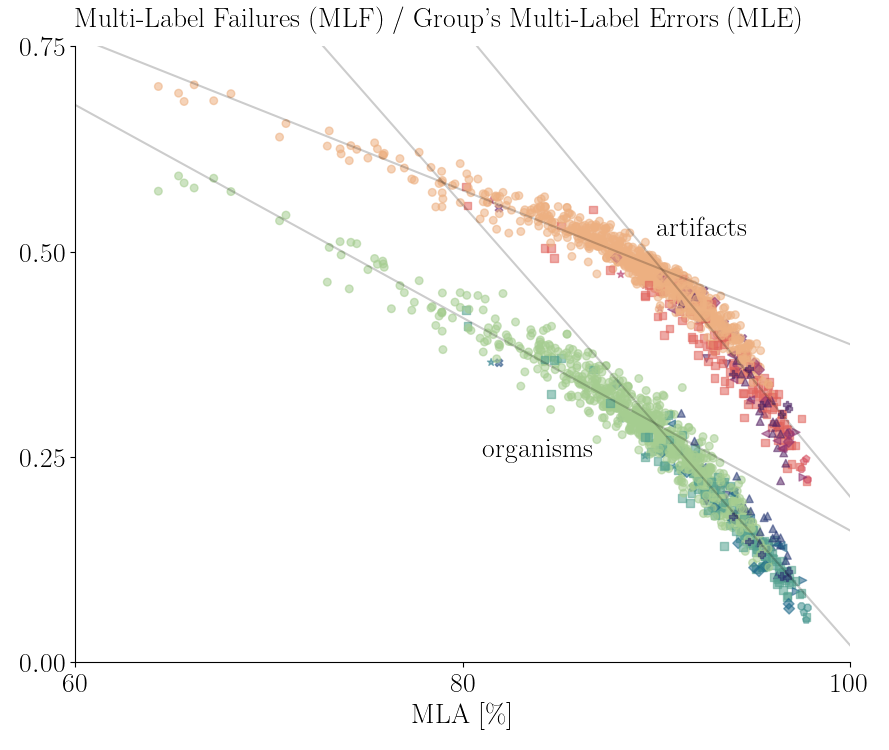 Multi-Label Failures (MLF) / Group's Multi-Label Errors (MLE)
0.75
artifacts
0.50
organisms
0.25
0.00
60 80 100
MLA [%]